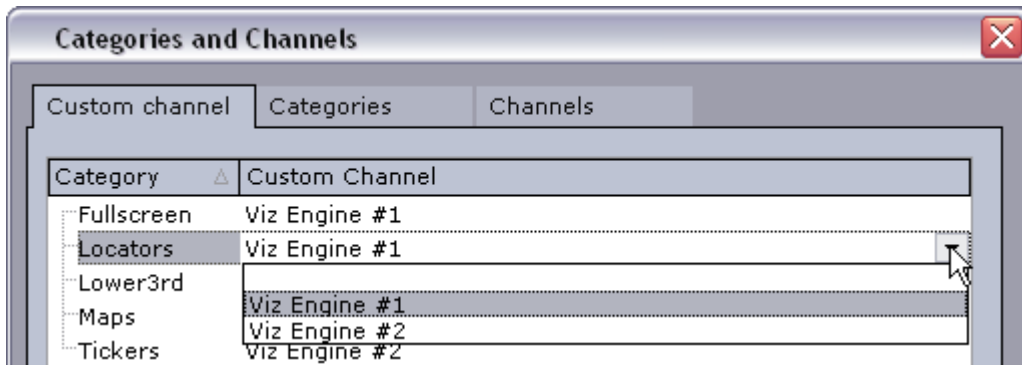 Categories and Channels
Custom channel Categories Channels
Category Custom Channel
Fullscreen Viz Engine #1
Locators Viz Engine #1
Lower3rd
Viz Engine #1
Maps
Viz Engine #2
Tickers Viz Engine #2